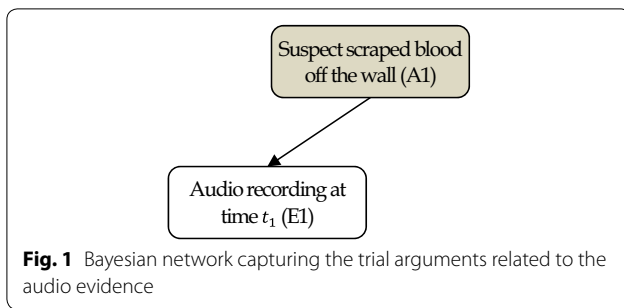 Suspect scraped blood
off the wall (A1)
Audio recording at
time t₁ (E1)
Fig. 1 Bayesian network capturing the trial arguments related to the
audio evidence